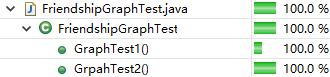 FriendshipGraphTest.java 100.0 %
FriendshipGraphTest 100.0 %
GraphTest1() 100.0 %
GrpahTest2() 100.0 %